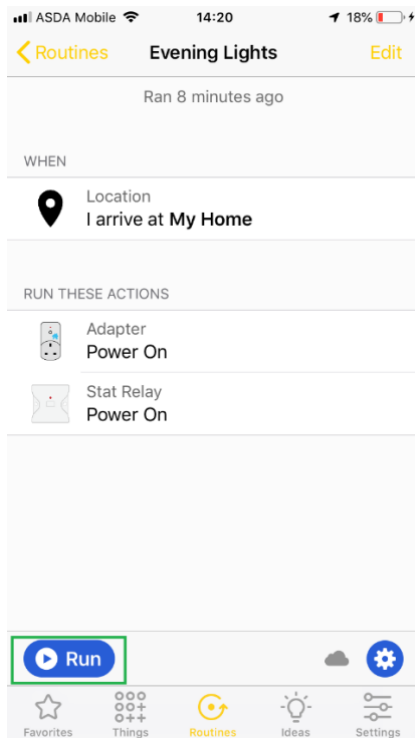 ASDA Mobile 14:20 18%
Routines Evening Lights Edit
Ran 8 minutes ago
WHEN
Location
I arrive at My Home
RUN THESE ACTIONS
Adapter
Power On
Stat Relay
Power On
Run
Favorites Things Routines Ideas Settings